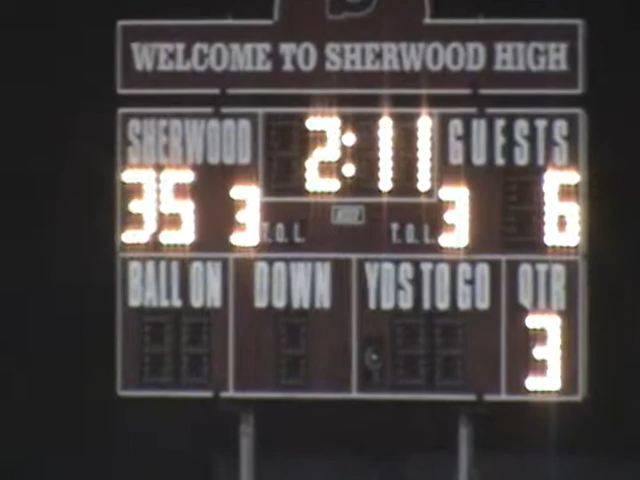 WELCOME TO SHERWOOD HIGH
SHERWOOD 2:11 GUESTS
35 3 T.O.L. T.O.L. 3 6
BALL ON DOWN YDS TO GO QTR
3